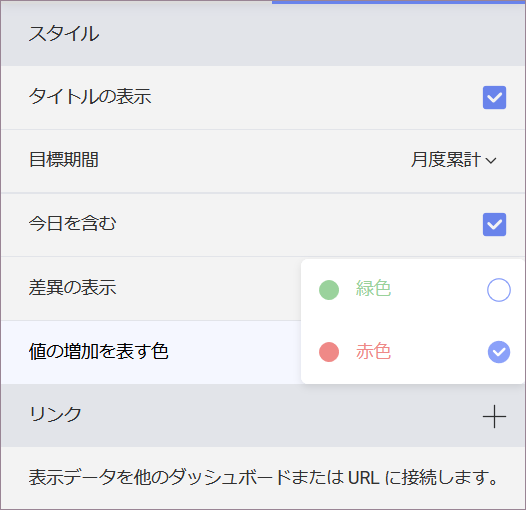 スタイル
タイトルの表示
目標期間 月度累計
今日を含む
差異の表示 緑色
値の増加を表す色 赤色
リンク
表示データを他のダッシュボードまたは URL に接続します。